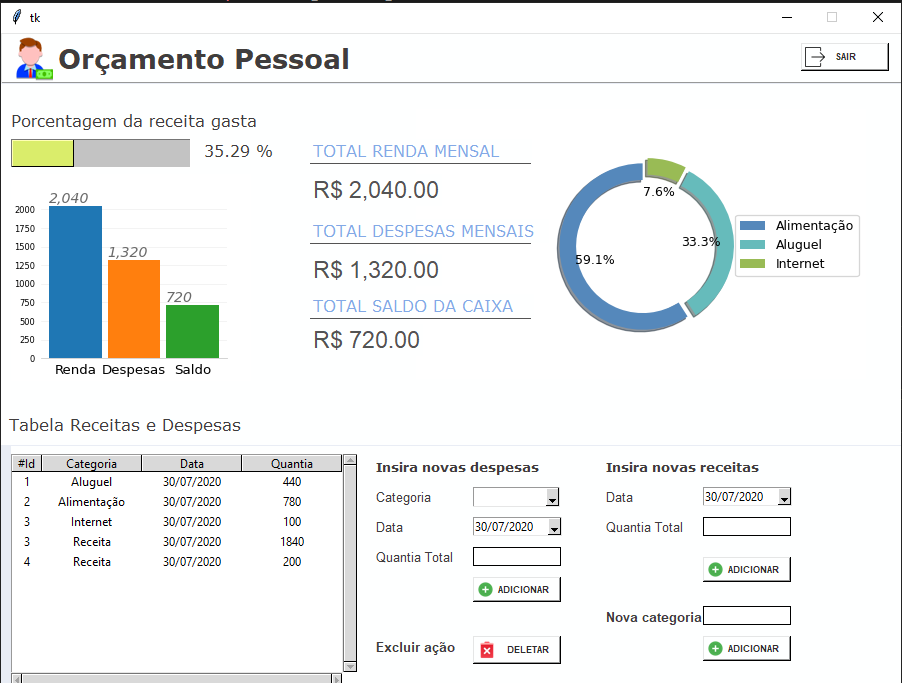 tk
Orçamento Pessoal
SAIR
Porcentagem da receita gasta
35.29 %
2,040
1,320
720
2000
1750
1500
1250
1000
750
500
250
0
Renda Despesas Saldo
TOTAL RENDA MENSAL
R$ 2,040.00
TOTAL DESPESAS MENSAIS
R$ 1,320.00
TOTAL SALDO DA CAIXA
R$ 720.00
7.6%
33.3%
59.1%
Alimentação
Aluguel
Internet
Tabela Receitas e Despesas
#Id Categoria Data Quantia
1 Aluguel 30/07/2020 440
2 Alimentação 30/07/2020 780
3 Internet 30/07/2020 100
3 Receita 30/07/2020 1840
4 Receita 30/07/2020 200
Insira novas despesas
Categoria
Data 30/07/2020
Quantia Total
ADICIONAR
Excluir ação DELETAR
Insira novas receitas
Data 30/07/2020
Quantia Total
ADICIONAR
Nova categoria
ADICIONAR